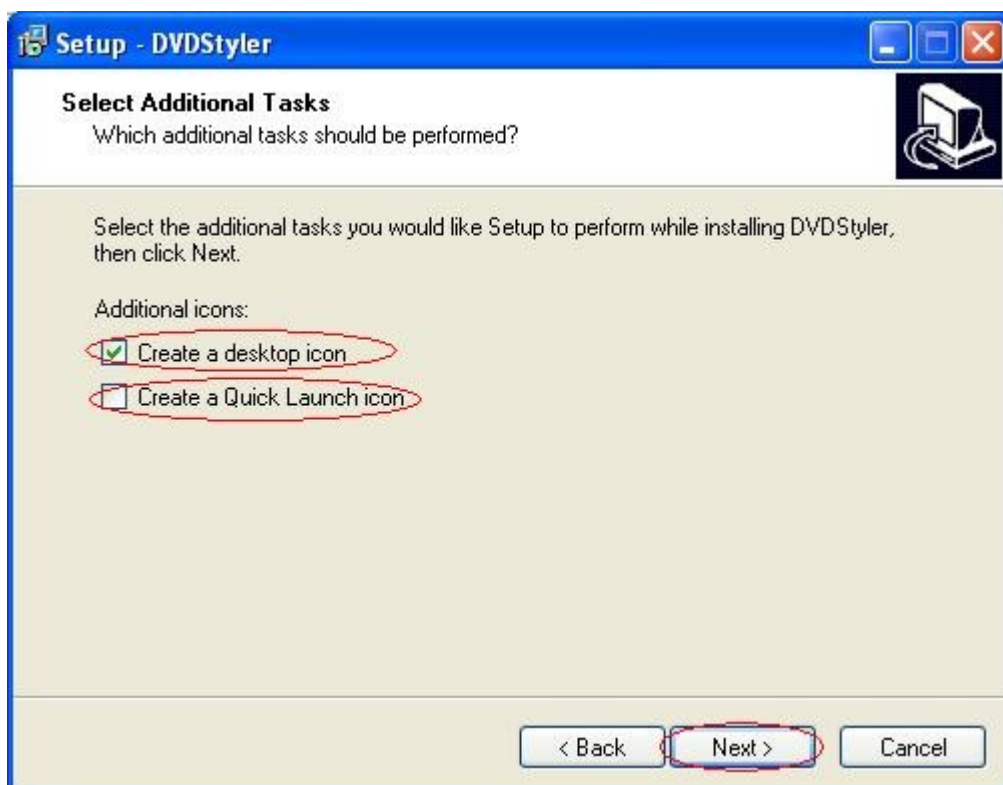 Setup - DVDStyler
Select Additional Tasks
Which additional tasks should be performed?
Select the additional tasks you would like Setup to perform while installing DVDStyler,
then click Next.
Additional icons:
Create a desktop icon
Create a Quick Launch icon
< Back
Next >
Cancel